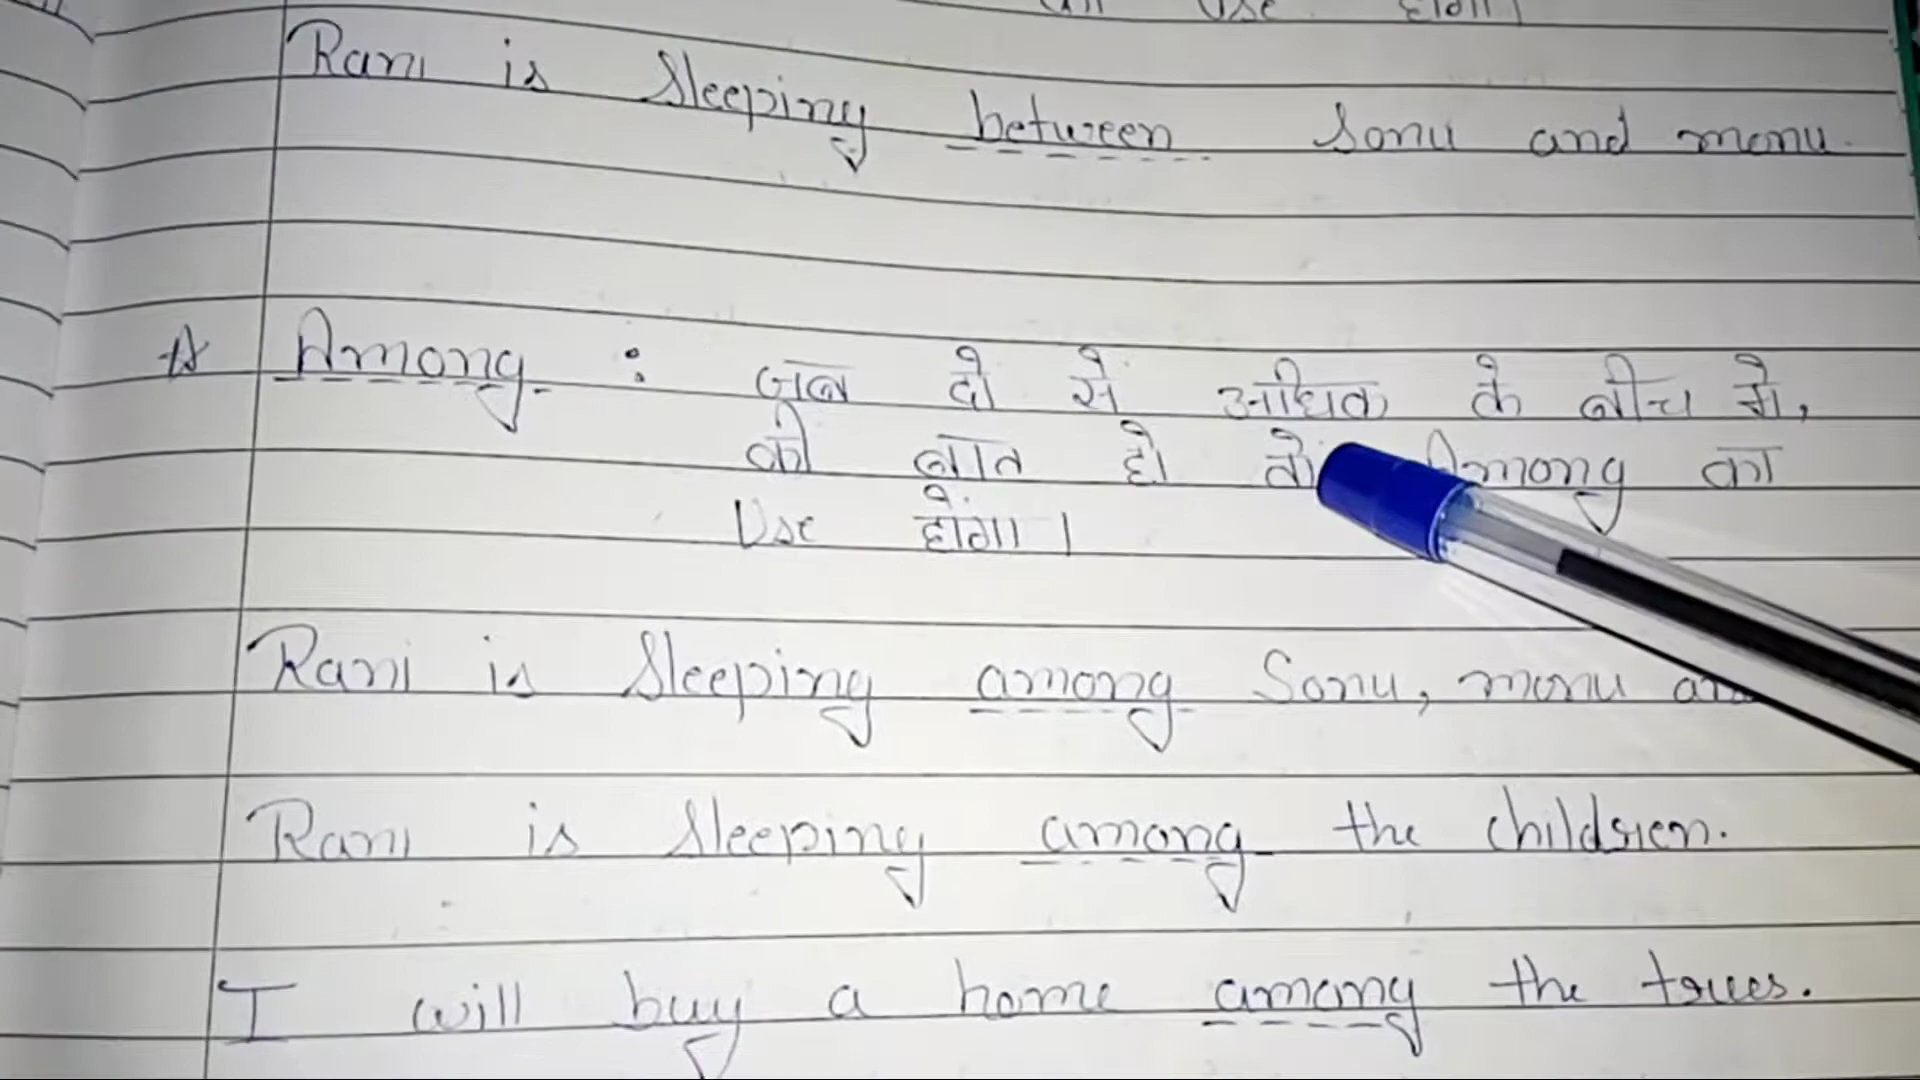 Use होगा।
Rani is sleeping between Sonu and monu.
☆ Among : जब दो से अधिक के बीच में,
की बात हो तो Among का
Use होगा।
Rani is sleeping among Sonu, monu
Rani is sleeping among the children.
I will buy a home among the trees.